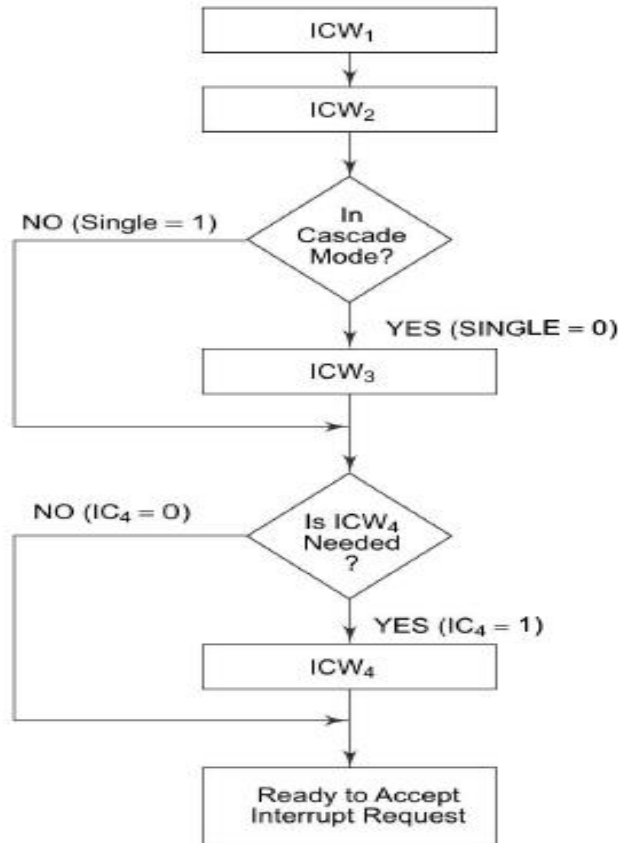 ICW₁
ICW₂
In
Cascade
Mode?
NO (Single = 1)
YES (SINGLE = 0)
ICW₃
Is ICW₄
Needed
?
NO (IC₄ = 0)
YES (IC₄ = 1)
ICW₄
Ready to Accept
Interrupt Request